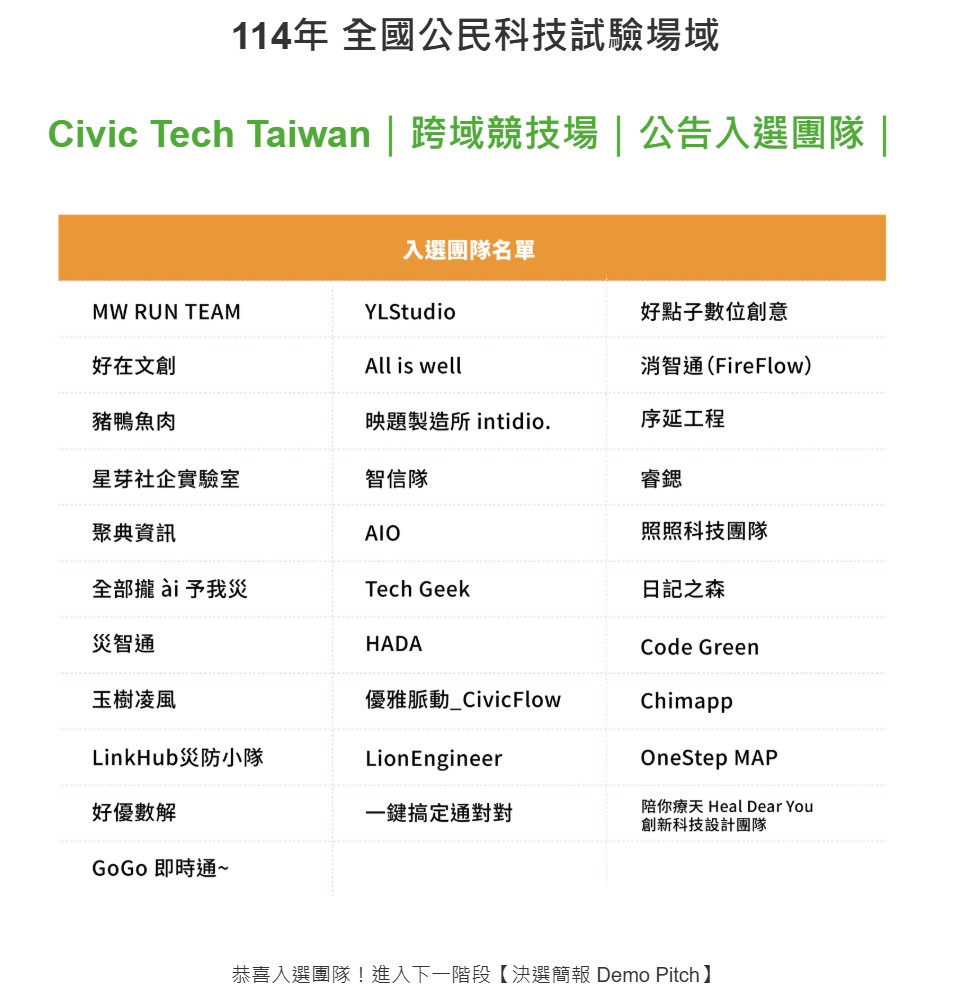 114年 全國公民科技試驗場域
Civic Tech Taiwan｜跨域競技場｜公告入選團隊｜
入選團隊名單
MW RUN TEAM
YLStudio
好點子數位創意
好在文創
All is well
消智通（FireFlow）
豬鴨魚肉
映題製造所 intidio.
序延工程
星芽社企實驗室
智信隊
睿鍶
聚典資訊
AIO
照照科技團隊
全部攏 ài 予我災
Tech Geek
日記之森
災智通
HADA
Code Green
玉樹凌風
優雅脈動_CivicFlow
Chimapp
LinkHub災防小隊
LionEngineer
OneStep MAP
好優數解
一鍵搞定通對對
陪你療天 Heal Dear You
創新科技設計團隊
GoGo 即時通~
恭喜入選團隊！進入下一階段【決選簡報 Demo Pitch】